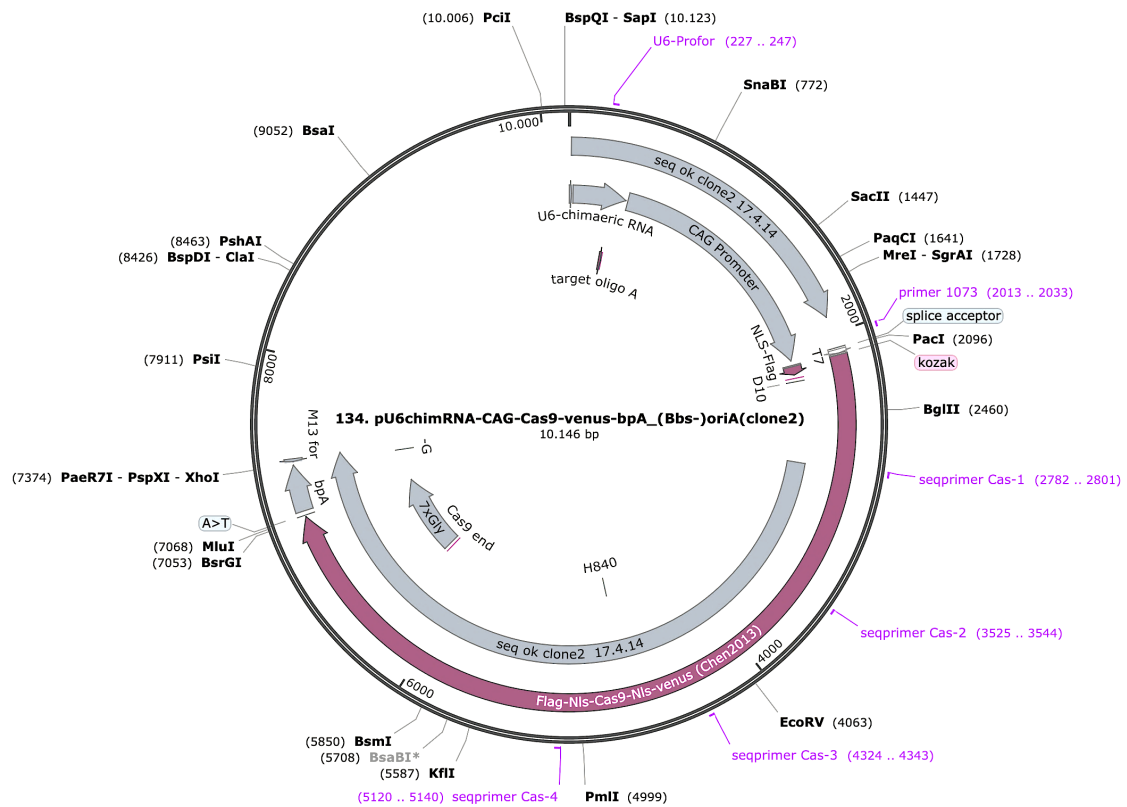 (10.006) PciI
BspQI - SapI (10.123)
U6-Profor (227 .. 247)
SnaBI (772)
(9052) BsaI
10.000
seq ok clone2 17.4.14
SacII (1447)
U6-chimaeric RNA
CAG Promoter
PaqCI (1641)
MreI - SgrAI (1728)
(8463) PshAI
(8426) BspDI - ClaI
target oligo A
primer 1073 (2013 .. 2033)
2000
splice acceptor
PacI (2096)
kozak
NLS-Flag
T7
D10
(7911) PsiI
8000
BglII (2460)
134. pU6chimRNA-CAG-Cas9-venus-bpA_(Bbs-)oriA(clone2)
10.146 bp
M13 for
-G
(7374) PaeR7I - PspXI - XhoI
seqprimer Cas-1 (2782 .. 2801)
bpA
7xGly
Cas9 end
A>T
(7068) MluI
(7053) BsrGI
H840
seqprimer Cas-2 (3525 .. 3544)
seq ok clone2 17.4.14
4000
Flag-Nls-Cas9-Nls-venus (Chen2013)
6000
EcoRV (4063)
(5850) BsmI
(5708) BsaBI*
(5587) KflI
seqprimer Cas-3 (4324 .. 4343)
(5120 .. 5140) seqprimer Cas-4
PmlI (4999)